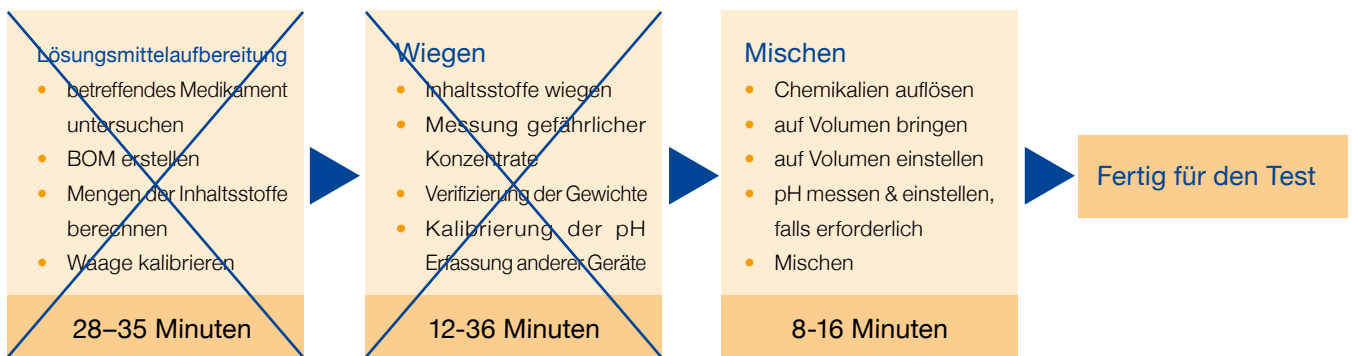 Lösungsmittelaufbereitung
• betreffendes Medikament
untersuchen
• BOM erstellen
• Mengen der Inhaltsstoffe
berechnen
• Waage kalibrieren
28–35 Minuten
Wiegen
• Inhaltsstoffe wiegen
• Messung gefährlicher
Konzentrate
• Verifizierung der Gewichte
• Kalibrierung der pH
Erfassung anderer Geräte
12-36 Minuten
Mischen
• Chemikalien auflösen
• auf Volumen bringen
• auf Volumen einstellen
• pH messen & einstellen,
falls erforderlich
• Mischen
8-16 Minuten
Fertig für den Test